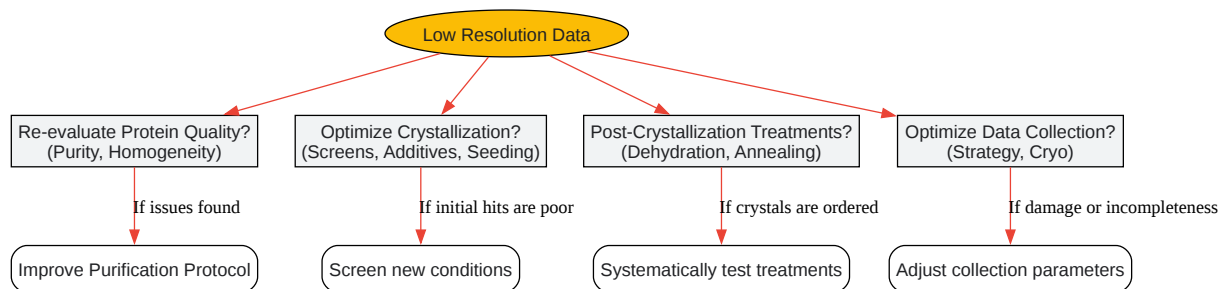 Low Resolution Data
Re-evaluate Protein Quality?
(Purity, Homogeneity)
Optimize Crystallization?
(Screens, Additives, Seeding)
Post-Crystallization Treatments?
(Dehydration, Annealing)
Optimize Data Collection?
(Strategy, Cryo)
If issues found
If initial hits are poor
If crystals are ordered
If damage or incompleteness
Improve Purification Protocol
Screen new conditions
Systematically test treatments
Adjust collection parameters